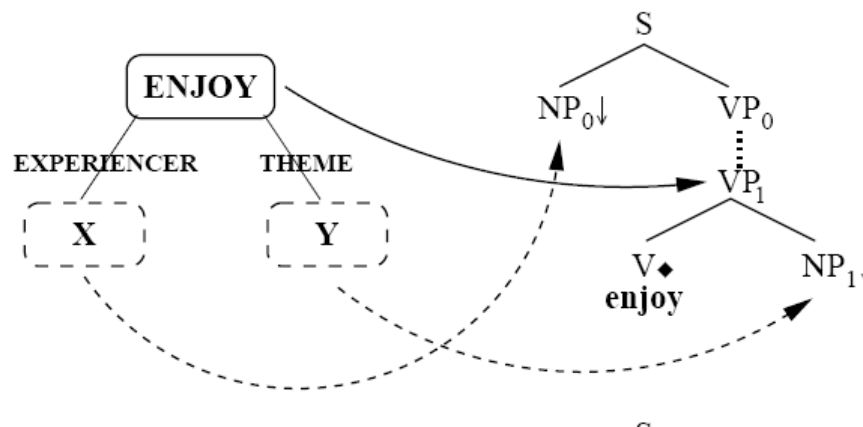 S
ENJOY
NP₀↓ VP₀
EXPERIENCER THEME
VP₁
X Y
V◆ NP₁↓
enjoy